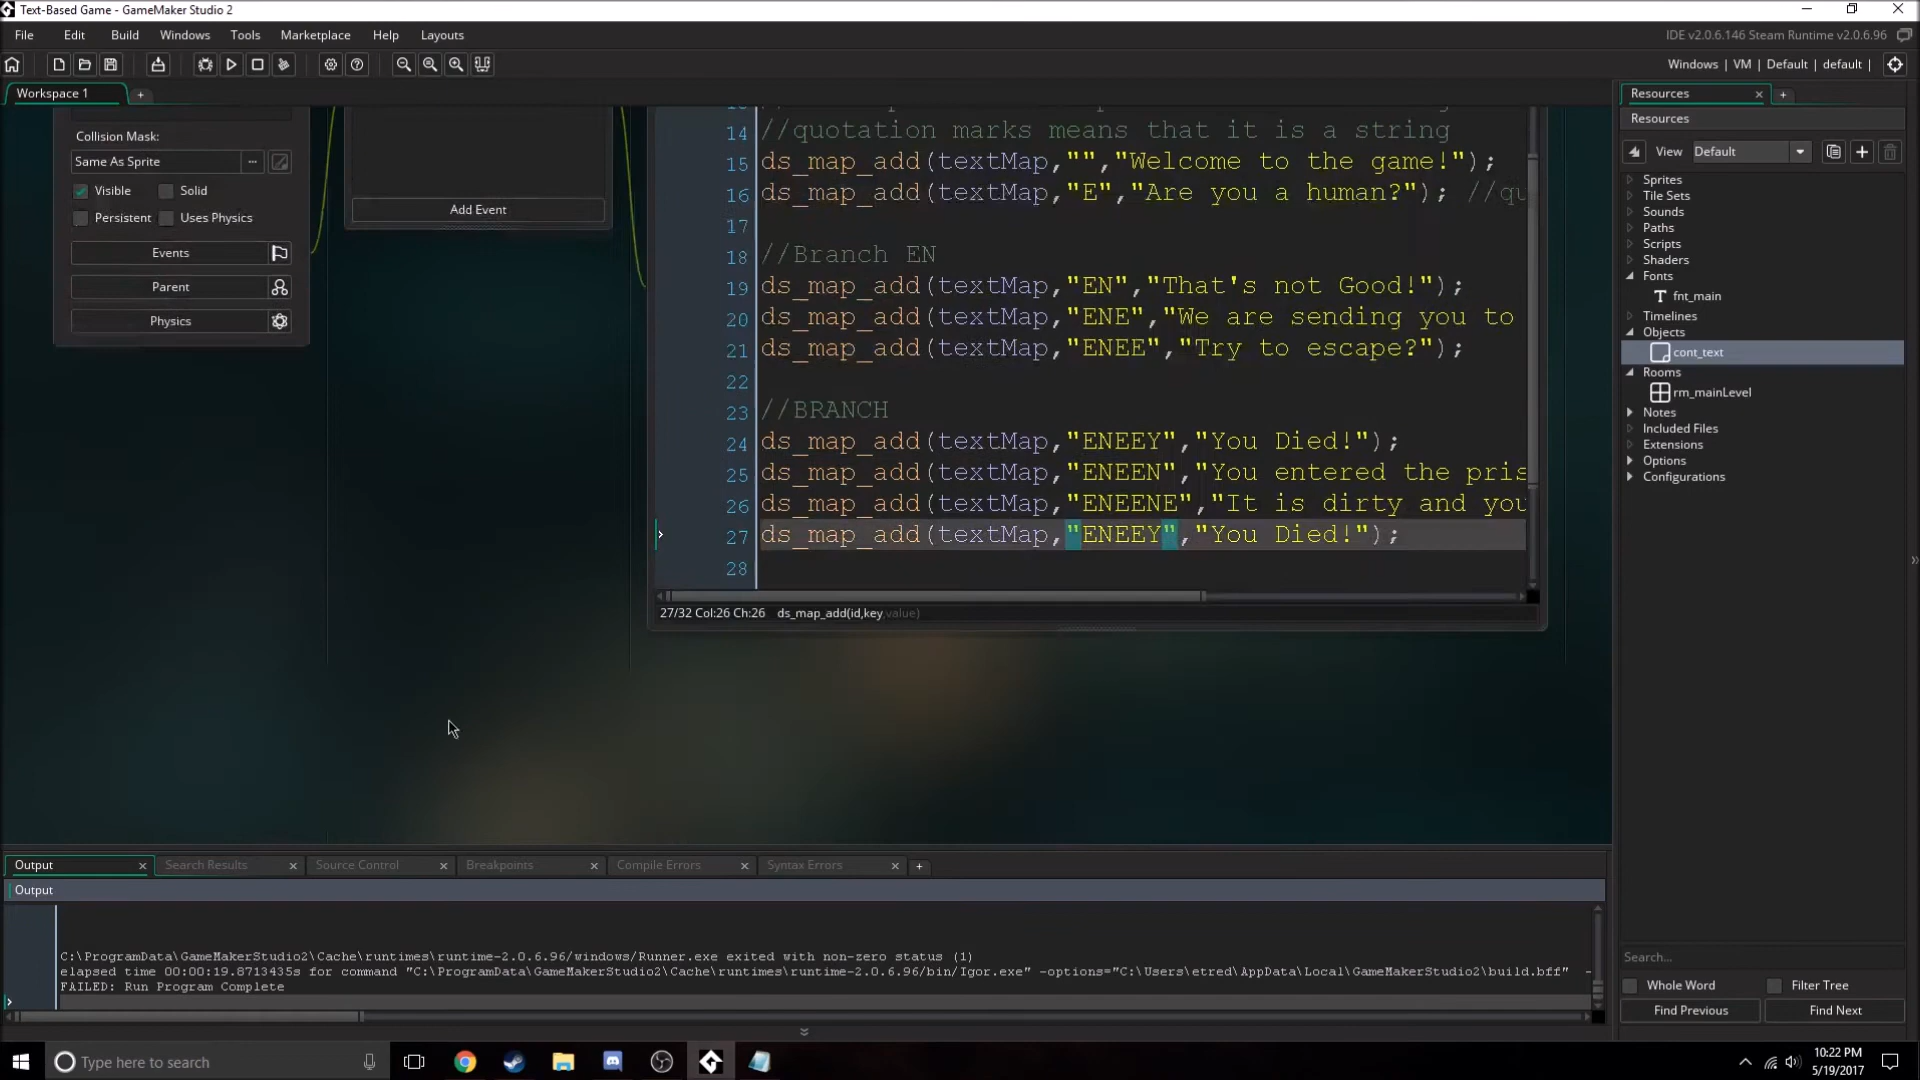 Text-Based Game - GameMaker Studio 2
File Edit Build Windows Tools Marketplace Help Layouts
IDE v2.0.6.146 Steam Runtime v2.0.6.96
Windows | VM | Default | default |
Workspace 1
Collision Mask:
Same As Sprite
Visible Solid
Persistent Uses Physics
Events
Parent
Physics
Add Event
14 //quotation marks means that it is a string
15 ds_map_add(textMap,"","Welcome to the game!");
16 ds_map_add(textMap,"E","Are you a human?"); //qu
17
18 //Branch EN
19 ds_map_add(textMap,"EN","That's not Good!");
20 ds_map_add(textMap,"ENE","We are sending you to
21 ds_map_add(textMap,"ENEE","Try to escape?");
22
23 //BRANCH
24 ds_map_add(textMap,"ENEEY","You Died!");
25 ds_map_add(textMap,"ENEEN","You entered the pris
26 ds_map_add(textMap,"ENEENE","It is dirty and you
27 ds_map_add(textMap,"ENEEY","You Died!");
28
27/32 Col:26 Ch:26 ds_map_add(id,key,value)
Resources
Resources
View Default
Sprites
Tile Sets
Sounds
Paths
Scripts
Shaders
Fonts
fnt_main
Timelines
Objects
cont_text
Rooms
rm_mainLevel
Notes
Included Files
Extensions
Options
Configurations
Search...
Whole Word Filter Tree
Find Previous Find Next
Output Search Results Source Control Breakpoints Compile Errors Syntax Errors
Output
C:\ProgramData\GameMakerStudio2\Cache\runtimes\runtime-2.0.6.96/windows/Runner.exe exited with non-zero status (1)
elapsed time 00:00:19.8713435s for command "C:\ProgramData\GameMakerStudio2\Cache\runtimes\runtime-2.0.6.96/bin/Igor.exe" -options="C:\Users\etred\AppData\Local\GameMakerStudio2\build.bff" -
FAILED: Run Program Complete
Type here to search
10:22 PM
5/19/2017